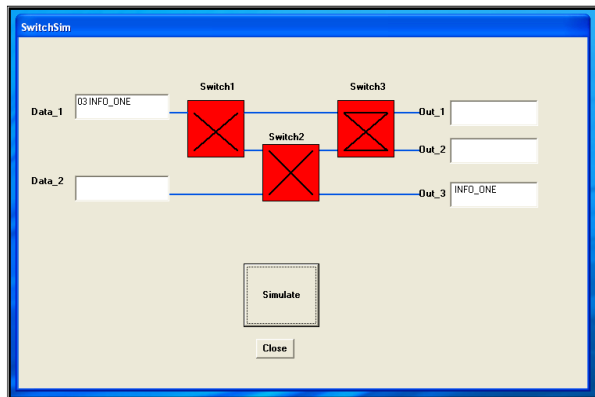 SwitchSim
Switch1
Switch3
Data_1
03 INFO_ONE
Out_1
Switch2
Out_2
Data_2
Out_3
INFO_ONE
Simulate
Close